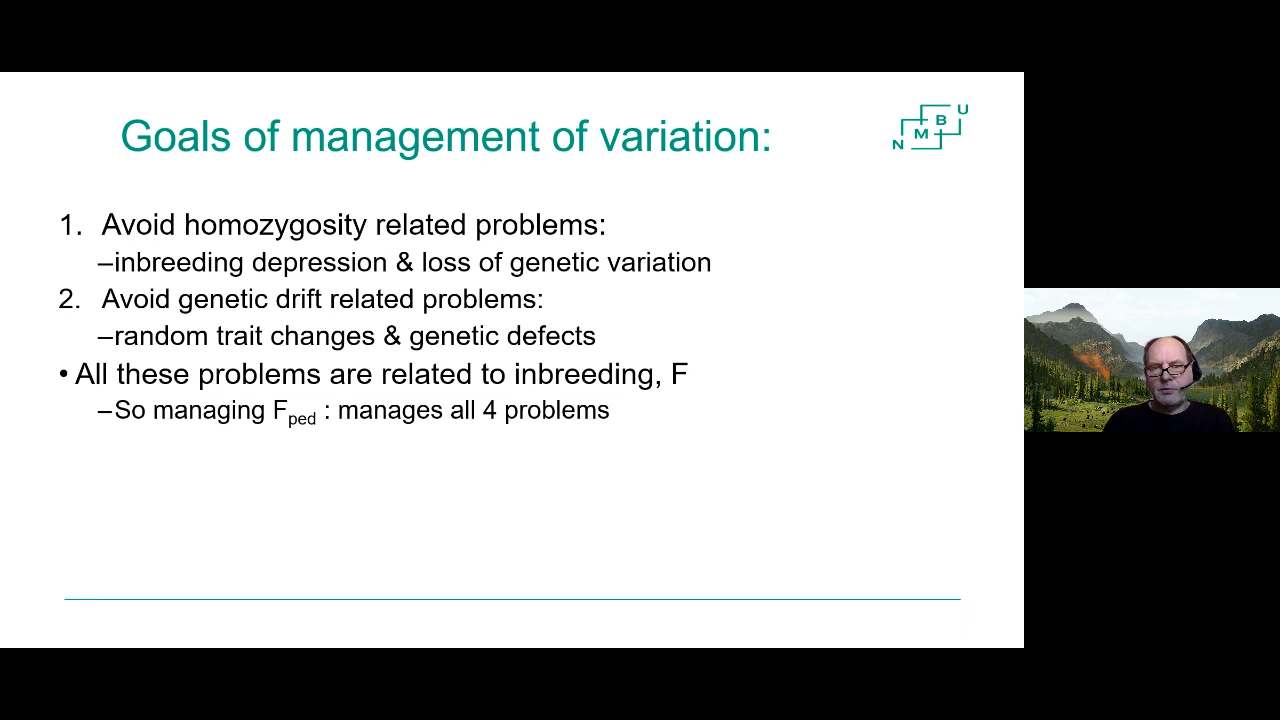 Goals of management of variation:
N M B U
1. Avoid homozygosity related problems:
–inbreeding depression & loss of genetic variation
2. Avoid genetic drift related problems:
–random trait changes & genetic defects
• All these problems are related to inbreeding, F
–So managing Fped : manages all 4 problems